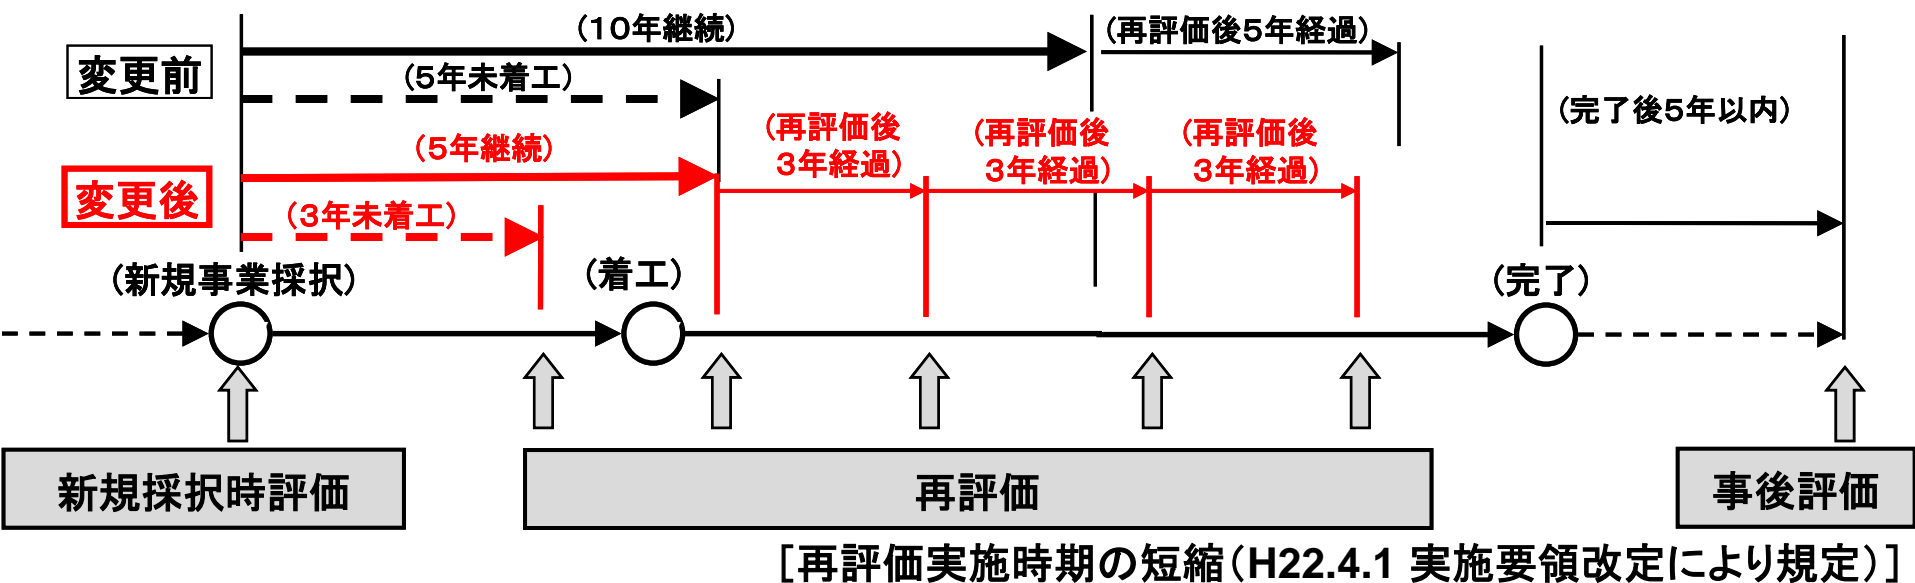 (10年継続)
(再評価後5年経過)
変更前
(5年未着工)
(完了後5年以内)
(再評価後
3年経過)
(再評価後
3年経過)
(再評価後
3年経過)
(5年継続)
変更後
(3年未着工)
(新規事業採択)
(着工)
(完了)
新規採択時評価
再評価
事後評価
[再評価実施時期の短縮(H22.4.1 実施要領改定により規定)]